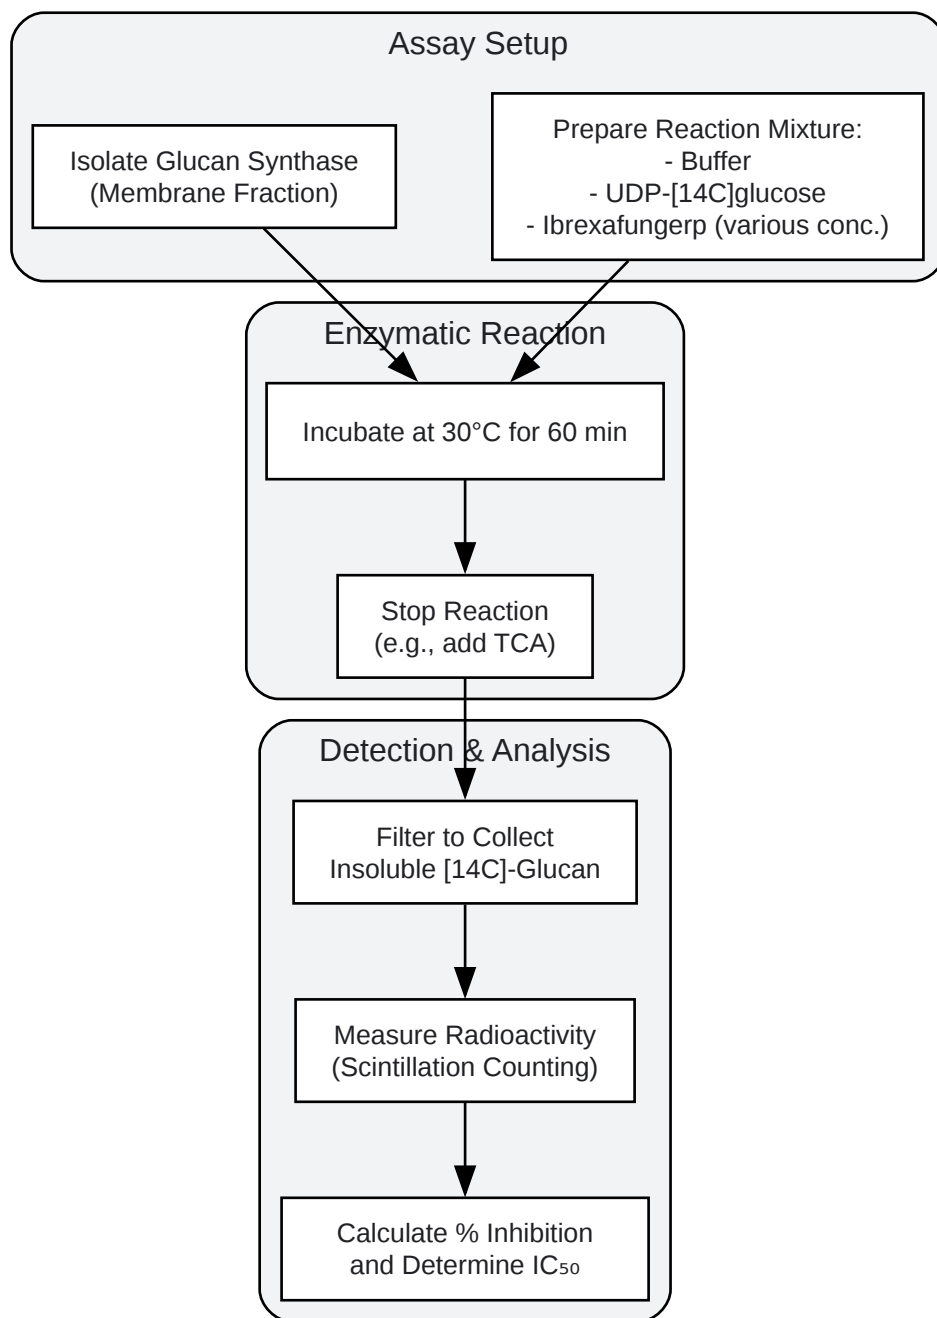 Assay Setup
Isolate Glucan Synthase
(Membrane Fraction)
Prepare Reaction Mixture:
- Buffer
- UDP-[14C]glucose
- Ibrexafungerp (various conc.)
Enzymatic Reaction
Incubate at 30°C for 60 min
Stop Reaction
(e.g., add TCA)
Detection & Analysis
Filter to Collect
Insoluble [14C]-Glucan
Measure Radioactivity
(Scintillation Counting)
Calculate % Inhibition
and Determine IC₅₀